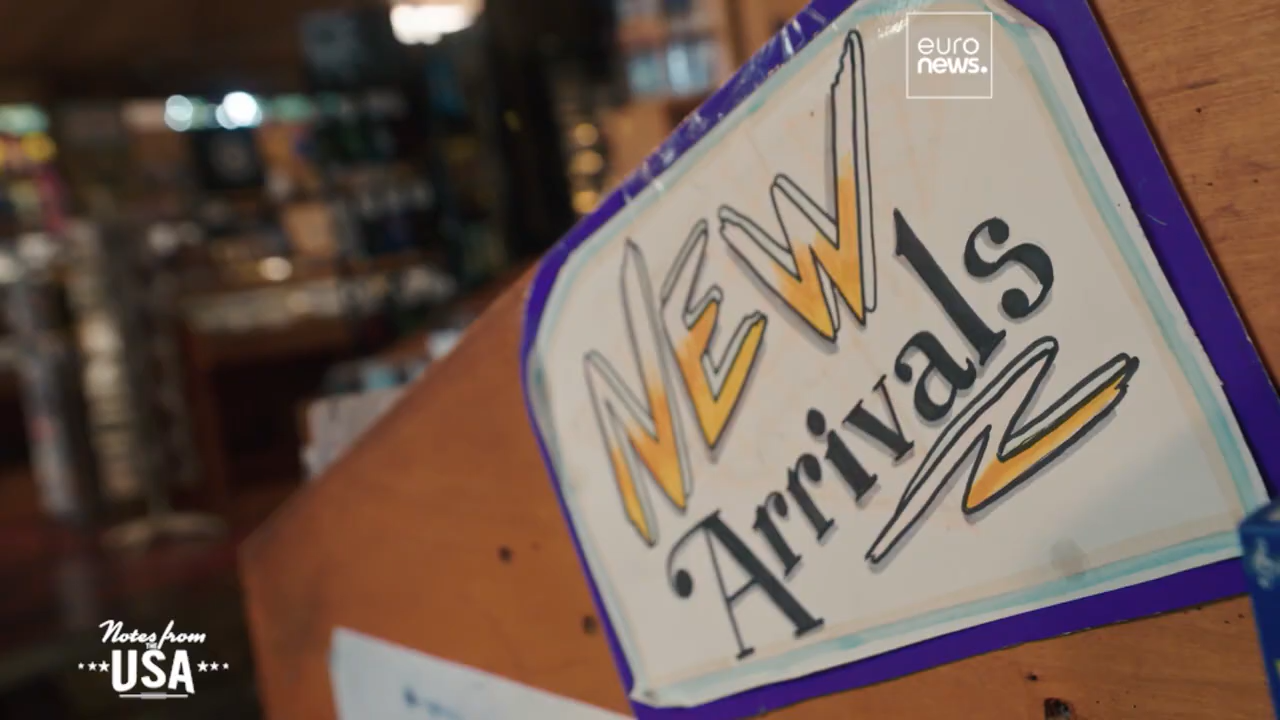 euro
news.
NEW
Arrivals
Notes from
THE
USA